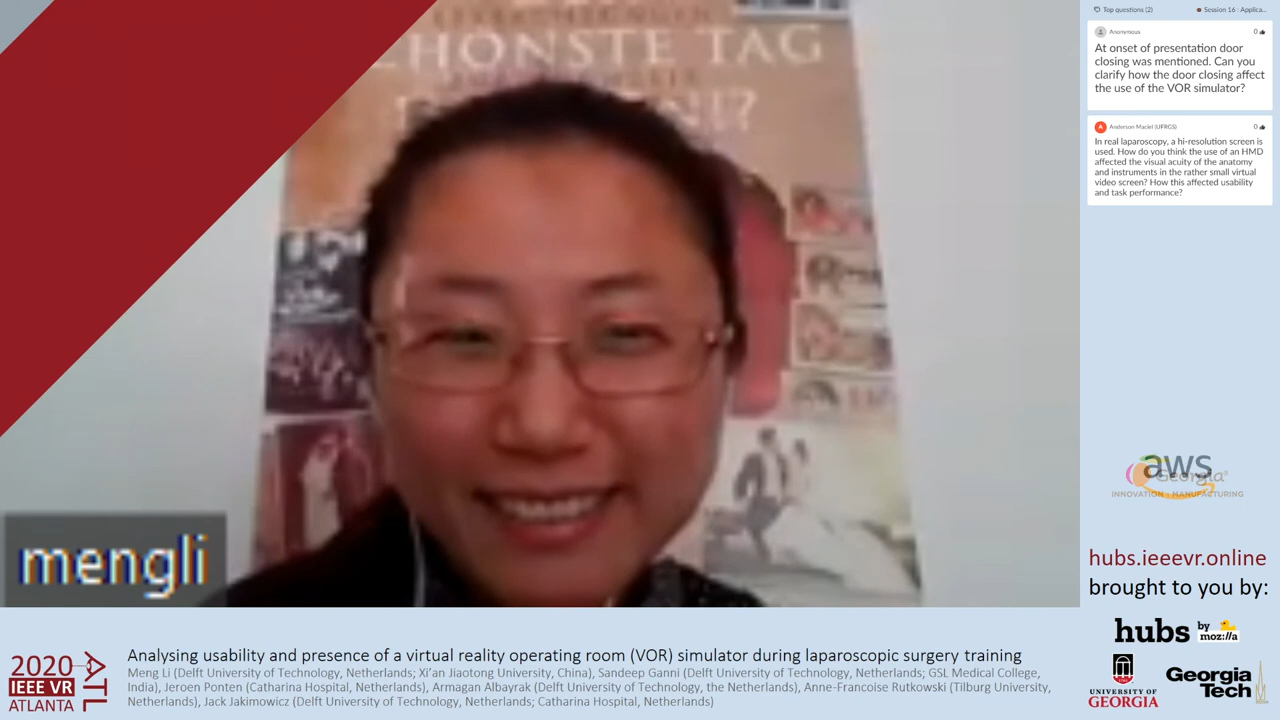 SCHONSTE TAG
NI?
mengli
Top questions (2)
Session 16 : Applica...
Anonymous
0
At onset of presentation door
closing was mentioned. Can you
clarify how the door closing affect
the use of the VOR simulator?
A
Anderson Maciel (UFRGS)
0
In real laparoscopy, a hi-resolution screen is
used. How do you think the use of an HMD
affected the visual acuity of the anatomy
and instruments in the rather small virtual
video screen? How this affected usability
and task performance?
aws
Georgia
INNOVATION MANUFACTURING
hubs.ieeevr.online
brought to you by:
hubs by
moz://a
UNIVERSITY OF
GEORGIA
Georgia
Tech
2020
IEEE VR
ATLANTA
ATL
Analysing usability and presence of a virtual reality operating room (VOR) simulator during laparoscopic surgery training
Meng Li (Delft University of Technology, Netherlands; Xi'an Jiaotong University, China), Sandeep Ganni (Delft University of Technology, Netherlands; GSL Medical College,
India), Jeroen Ponten (Catharina Hospital, Netherlands), Armagan Albayrak (Delft University of Technology, the Netherlands), Anne-Francoise Rutkowski (Tilburg University,
Netherlands), Jack Jakimowicz (Delft University of Technology, Netherlands; Catharina Hospital, Netherlands)